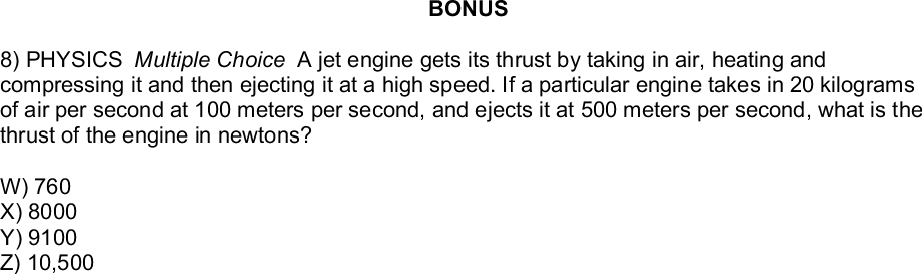 BONUS
8) PHYSICS Multiple Choice A jet engine gets its thrust by taking in air, heating and
compressing it and then ejecting it at a high speed. If a particular engine takes in 20 kilograms
of air per second at 100 meters per second, and ejects it at 500 meters per second, what is the
thrust of the engine in newtons?
W) 760
X) 8000
Y) 9100
Z) 10,500